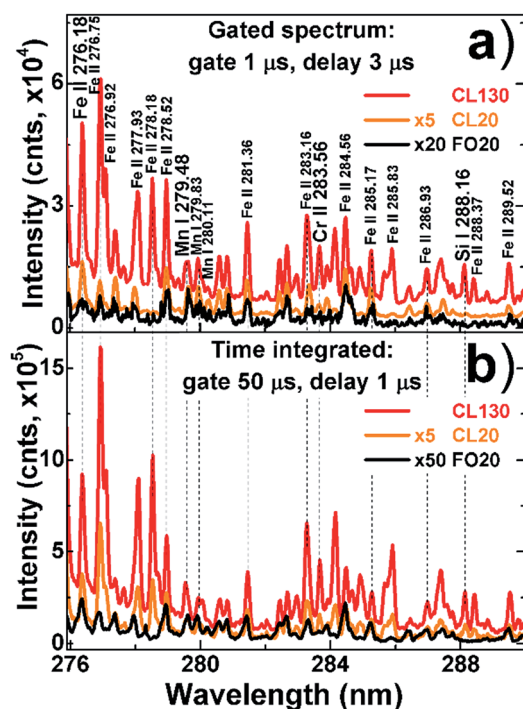 Gated spectrum:
gate 1 μs, delay 3 μs
a)
CL130
x5 CL20
x20 FO20
Fe II 276.18
Fe II 276.75
Fe II 276.92
Fe II 277.93
Fe II 278.18
Fe II 278.52
Mn I 279.48
Mn I 279.83
Mn I 280.11
Fe II 281.36
Fe II 283.16
Cr II 283.56
Fe II 284.56
Fe II 285.17
Fe II 285.83
Fe II 286.93
Si I 288.16
Fe II 288.37
Fe II 289.52
Intensity (cnts, x10⁴)
6
3
0
Time integrated:
gate 50 μs, delay 1 μs
b)
CL130
x5 CL20
x50 FO20
Intensity (cnts, x10⁵)
15
10
5
0
276 280 284 288
Wavelength (nm)